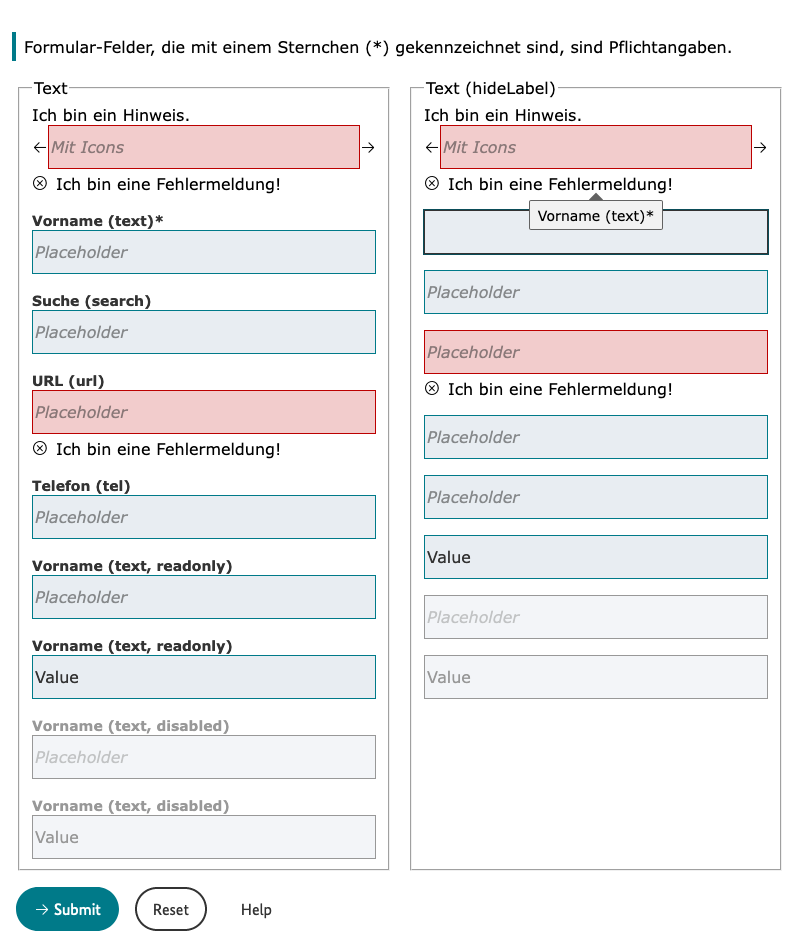 Formular-Felder, die mit einem Sternchen (*) gekennzeichnet sind, sind Pflichtangaben.
Text
Ich bin ein Hinweis.
← Mit Icons →
Ich bin eine Fehlermeldung!
Vorname (text)*
Placeholder
Suche (search)
Placeholder
URL (url)
Placeholder
Ich bin eine Fehlermeldung!
Telefon (tel)
Placeholder
Vorname (text, readonly)
Placeholder
Vorname (text, readonly)
Value
Vorname (text, disabled)
Placeholder
Vorname (text, disabled)
Value
Text (hideLabel)
Ich bin ein Hinweis.
← Mit Icons →
Ich bin eine Fehlermeldung!
Vorname (text)*
Placeholder
Placeholder
Ich bin eine Fehlermeldung!
Placeholder
Placeholder
Value
Placeholder
Value
→ Submit
Reset
Help